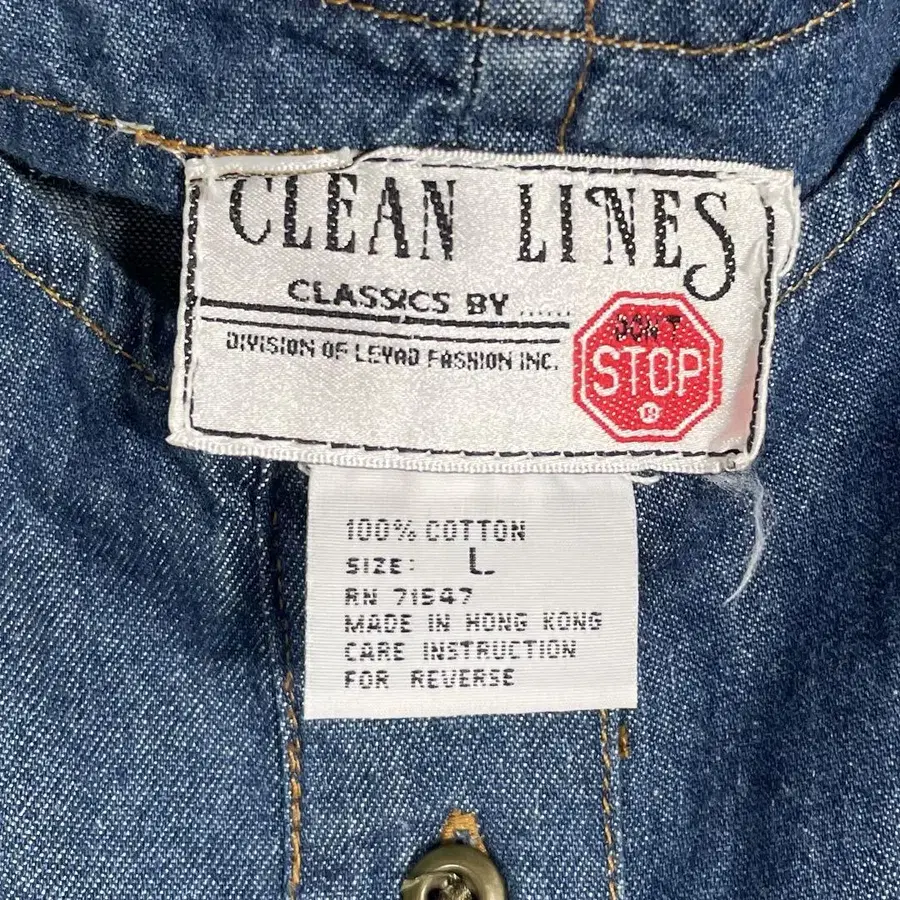 CLEAN LINES
CLASSICS BY ......
DIVISION OF LEYAD FASHION INC.
DON'T
STOP
®
100% COTTON
SIZE: L
RN 71547
MADE IN HONG KONG
CARE INSTRUCTION
FOR REVERSE